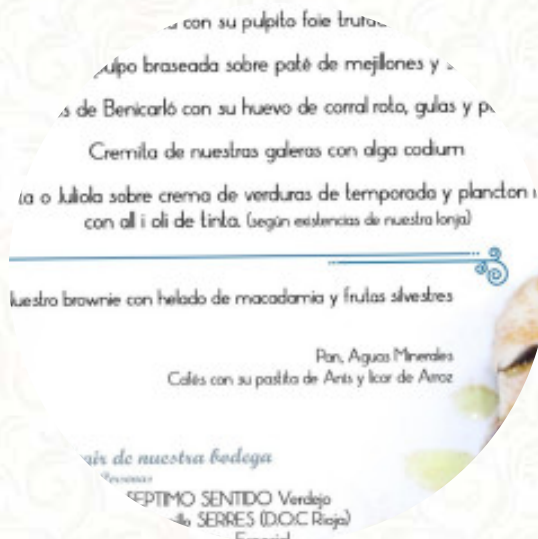 con su pulpito foie
braseada sobre paté de mejillones y
de Benicarló con su huevo de corral roto, gulas y
Cremita de nuestras galeras con alga codium
o Juliola sobre crema de verduras de temporada y plancton
con all i oli de tinta. (según existencias de nuestra lonja)
Nuestro brownie con helado de macadamia y frutas silvestres
Pan, Aguas Minerales
Cafés con su pastita de Anís y licor de Arroz
de nuestra bodega
SEPTIMO SENTIDO Verdejo
SERRES (D.O.C Rioja)